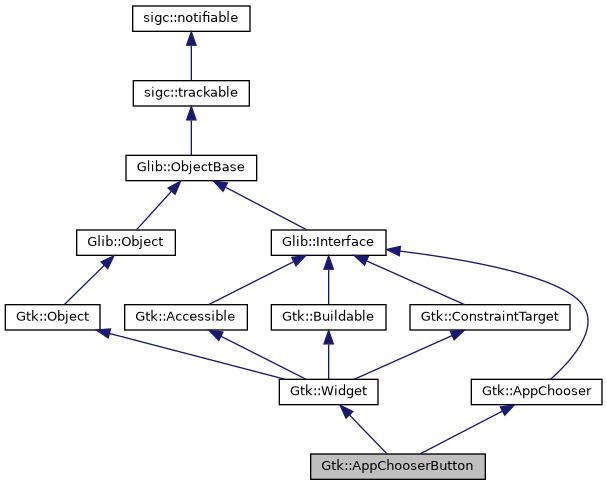 sigc::notifiable
sigc::trackable
Glib::ObjectBase
Glib::Object
Glib::Interface
Gtk::Object
Gtk::Accessible
Gtk::Buildable
Gtk::ConstraintTarget
Gtk::Widget
Gtk::AppChooser
Gtk::AppChooserButton